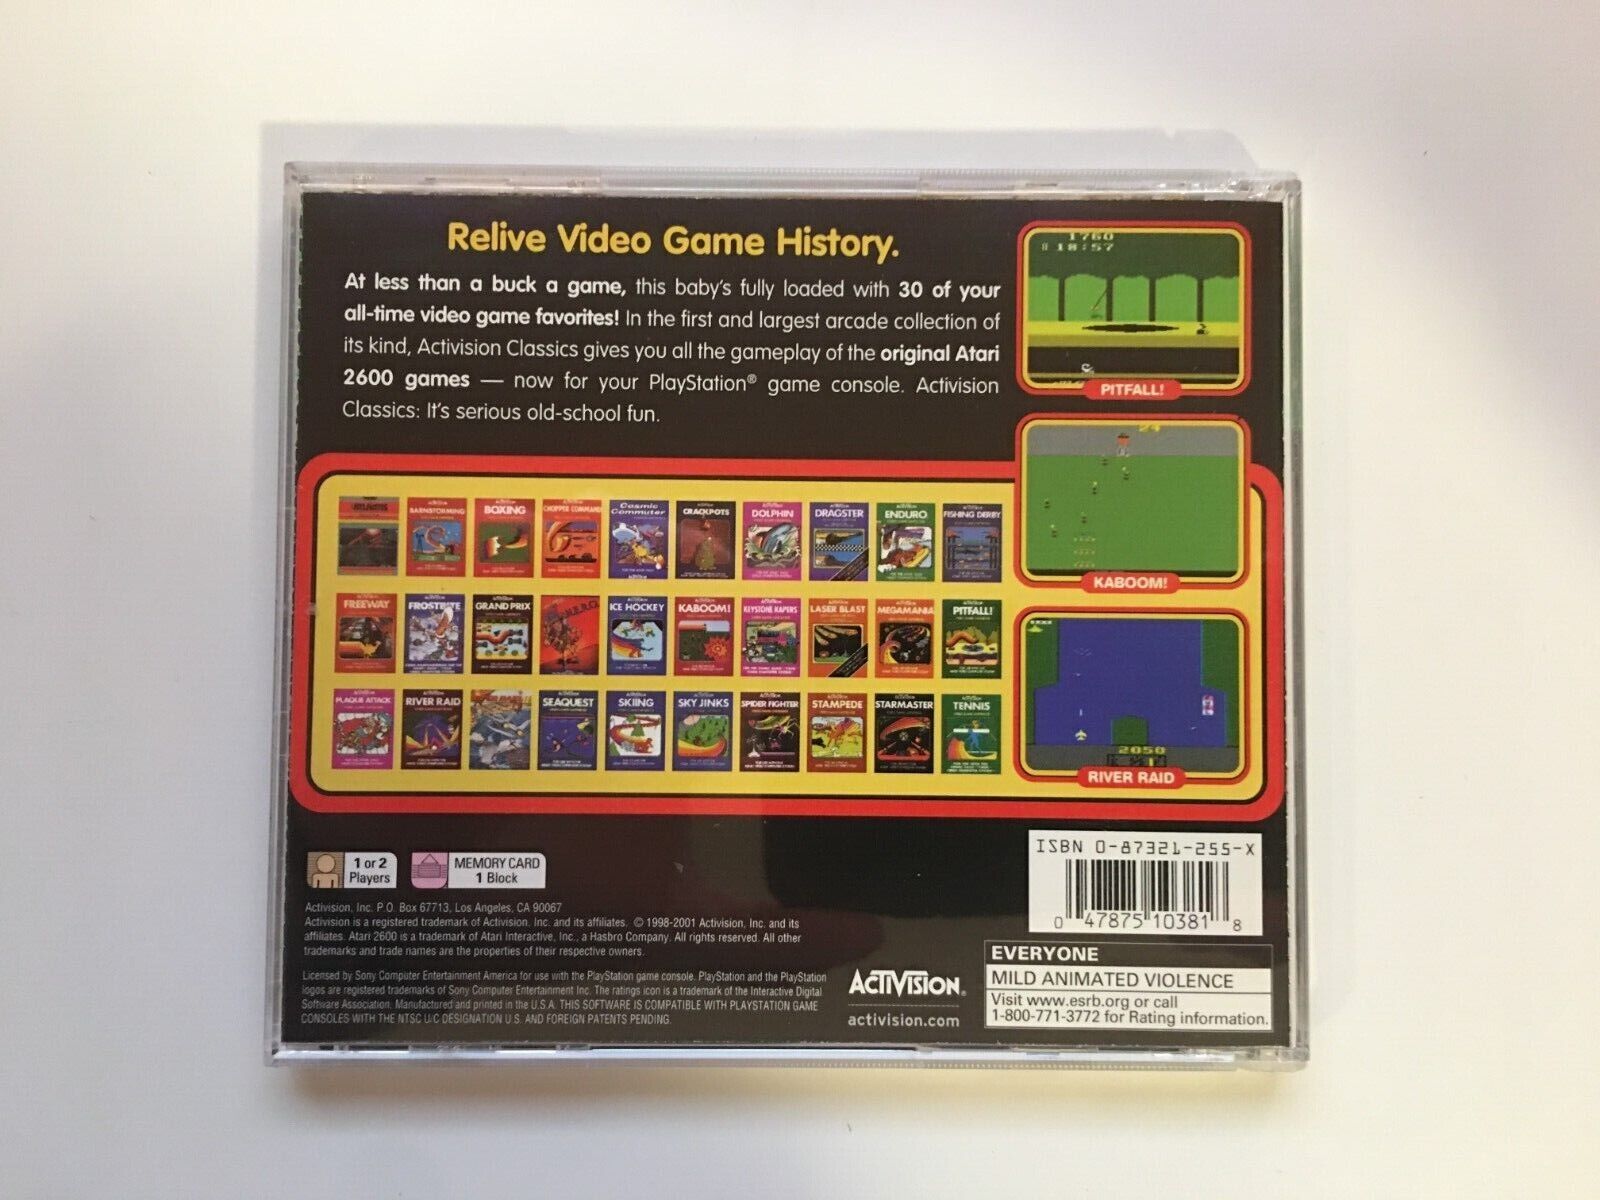 Relive Video Game History.
At less than a buck a game, this baby's fully loaded with 30 of your
all-time video game favorites! In the first and largest arcade collection of
its kind, Activision Classics gives you all the gameplay of the original Atari
2600 games — now for your PlayStation® game console. Activision
Classics: It's serious old-school fun.
1760
18:57
PITFALL!
24
KABOOM!
2050
RIVER RAID
ATLANTIS
BARNSTORMING
BOXING
CHOPPER COMMAND
Cosmic Commuter
CRACKPOTS
DOLPHIN
DRAGSTER
ENDURO
FISHING DERBY
FREEWAY
FROSTBITE
GRAND PRIX
H.E.R.O.
ICE HOCKEY
KABOOM!
KEYSTONE KAPERS
LASER BLAST
MEGAMANIA
PITFALL!
PLAQUE ATTACK
RIVER RAID
SEAQUEST
SKIING
SKY JINKS
SPIDER FIGHTER
STAMPEDE
STARMASTER
TENNIS
1 or 2
Players
MEMORY CARD
1 Block
Activision, Inc. P.O. Box 67713, Los Angeles, CA 90067
Activision is a registered trademark of Activision, Inc. and its affiliates. © 1998-2001 Activision, Inc. and its
affiliates. Atari 2600 is a trademark of Atari Interactive, Inc., a Hasbro Company. All rights reserved. All other
trademarks and trade names are the properties of their respective owners.
Licensed by Sony Computer Entertainment America for use with the PlayStation game console. PlayStation and the PlayStation
logos are registered trademarks of Sony Computer Entertainment Inc. The ratings icon is a trademark of the Interactive Digital
Software Association. Manufactured and printed in the U.S.A. THIS SOFTWARE IS COMPATIBLE WITH PLAYSTATION GAME
CONSOLES WITH THE NTSC U/C DESIGNATION U.S. AND FOREIGN PATENTS PENDING.
ACTIVISION.
activision.com
ISBN 0-87321-255-X
0 47875 10381 8
EVERYONE
MILD ANIMATED VIOLENCE
Visit www.esrb.org or call
1-800-771-3772 for Rating information.